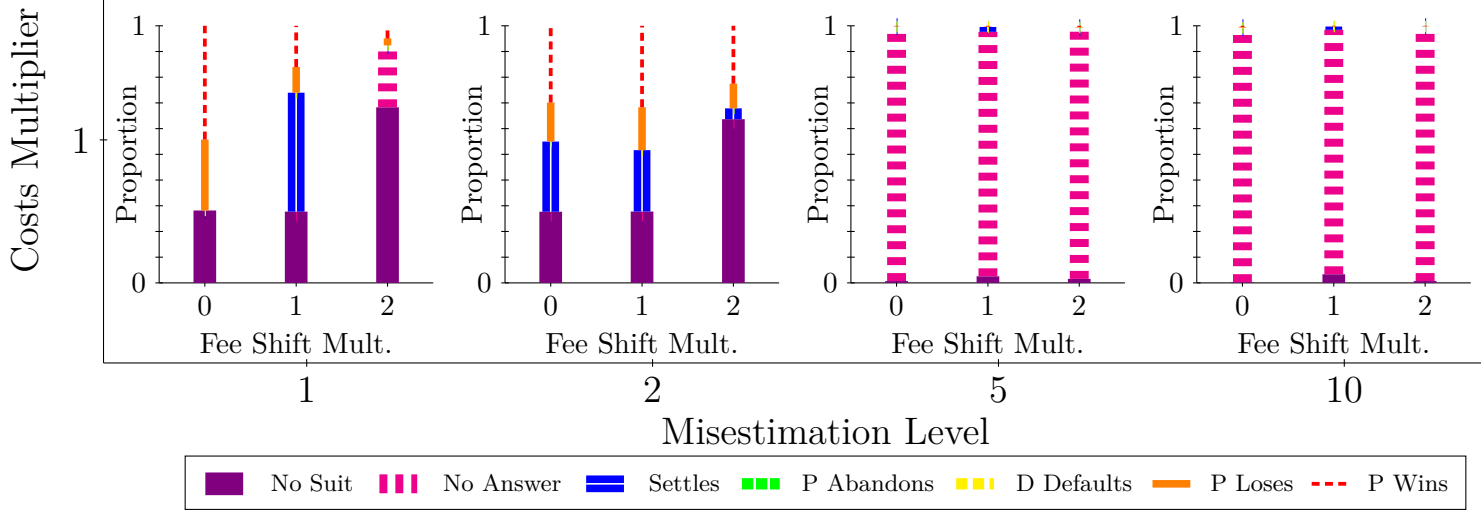 Costs Multiplier
1
1
Proportion
0
0 1 2
Fee Shift Mult.
1
Proportion
0
0 1 2
Fee Shift Mult.
1
Proportion
0
0 1 2
Fee Shift Mult.
1
Proportion
0
0 1 2
Fee Shift Mult.
1 2 5 10
Misestimation Level
No Suit No Answer Settles P Abandons D Defaults P Loses P Wins